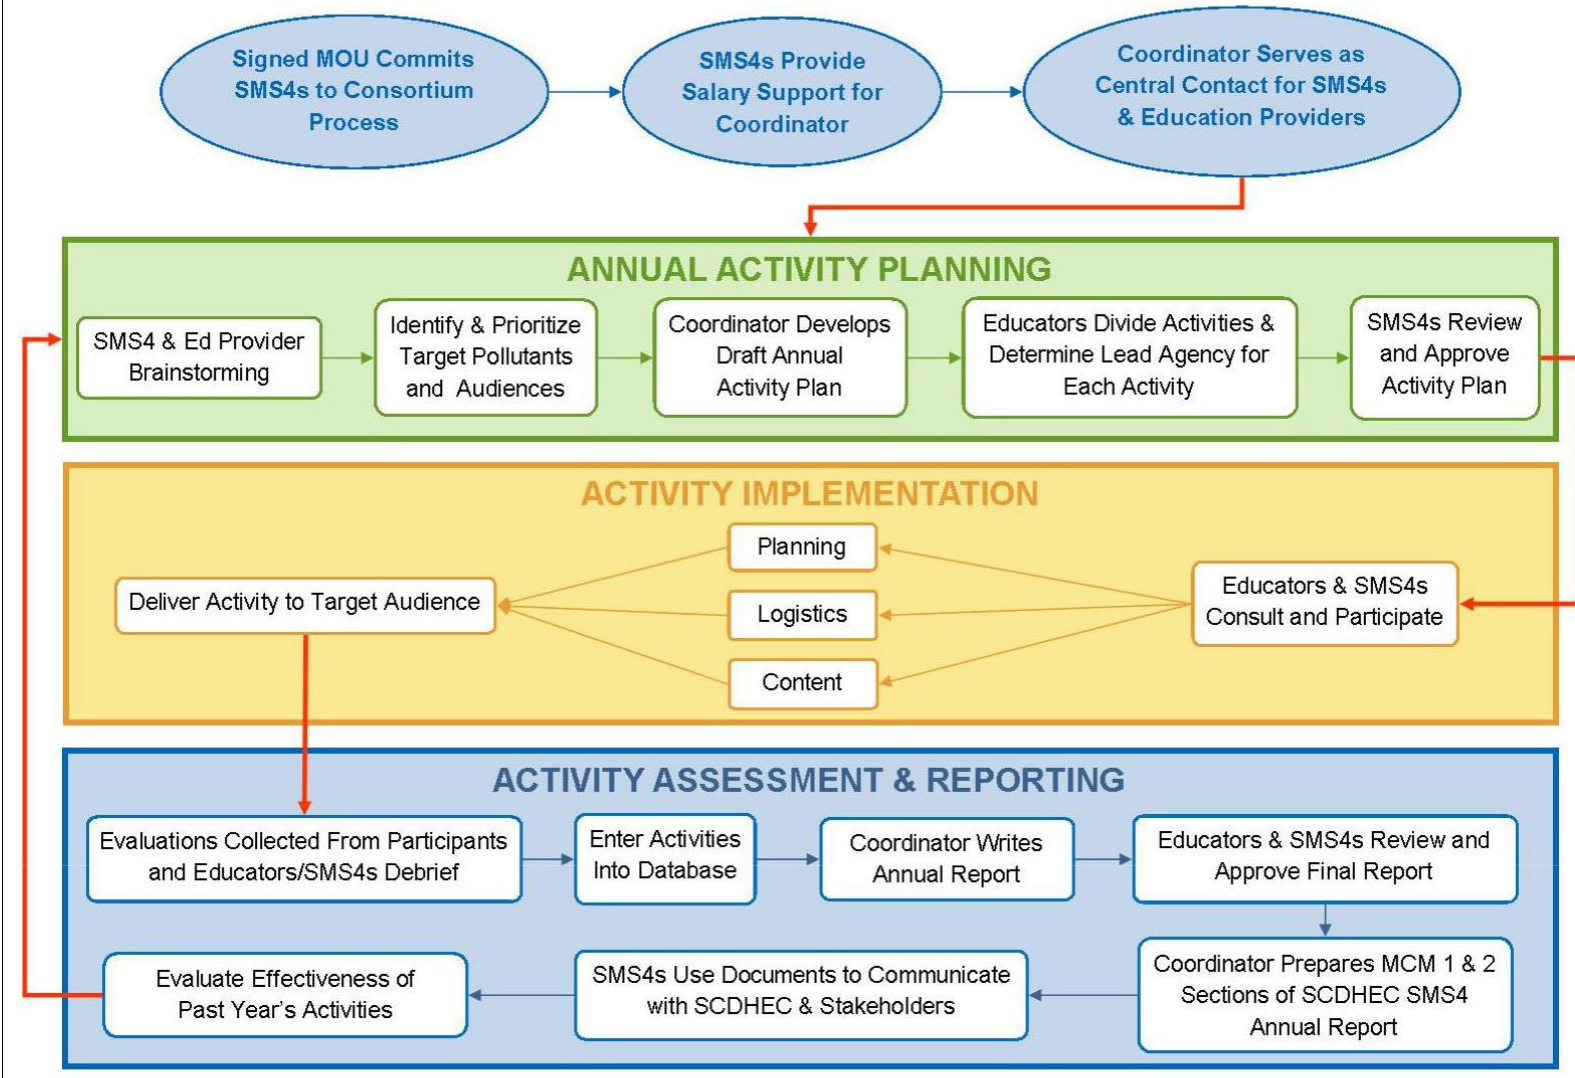 Signed MOU Commits
SMS4s to Consortium
Process
SMS4s Provide
Salary Support for
Coordinator
Coordinator Serves as
Central Contact for SMS4s
& Education Providers
ANNUAL ACTIVITY PLANNING
SMS4 & Ed Provider
Brainstorming
Identify & Prioritize
Target Pollutants
and Audiences
Coordinator Develops
Draft Annual
Activity Plan
Educators Divide Activities &
Determine Lead Agency for
Each Activity
SMS4s Review
and Approve
Activity Plan
ACTIVITY IMPLEMENTATION
Educators & SMS4s
Consult and Participate
Planning
Logistics
Content
Deliver Activity to Target Audience
ACTIVITY ASSESSMENT & REPORTING
Evaluations Collected From Participants
and Educators/SMS4s Debrief
Enter Activities
Into Database
Coordinator Writes
Annual Report
Educators & SMS4s Review and
Approve Final Report
Coordinator Prepares MCM 1 & 2
Sections of SCDHEC SMS4
Annual Report
SMS4s Use Documents to Communicate
with SCDHEC & Stakeholders
Evaluate Effectiveness of
Past Year's Activities